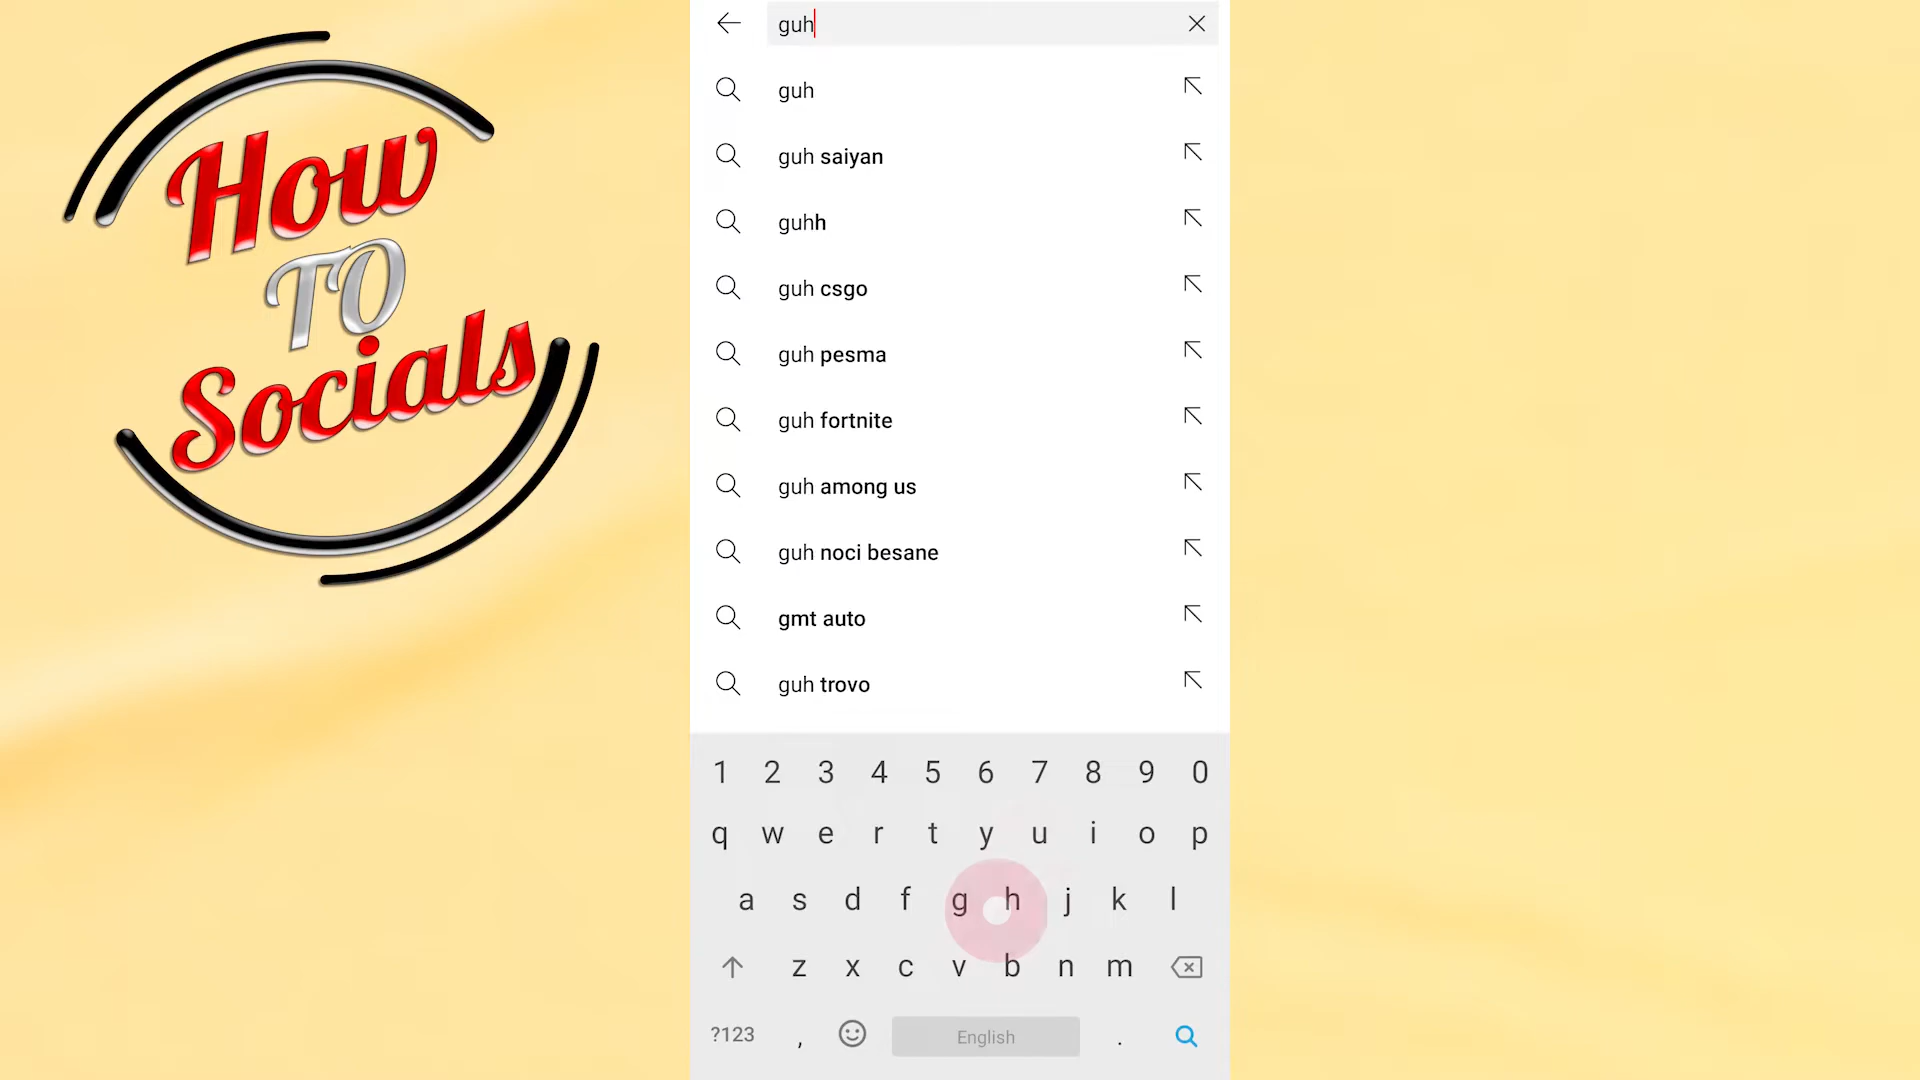 How
TO
Socials
guh
guh
guh saiyan
guhh
guh csgo
guh pesma
guh fortnite
guh among us
guh noci besane
gmt auto
guh trovo
1 2 3 4 5 6 7 8 9 0
q w e r t y u i o p
a s d f g h j k l
z x c v b n m
?123 , English .